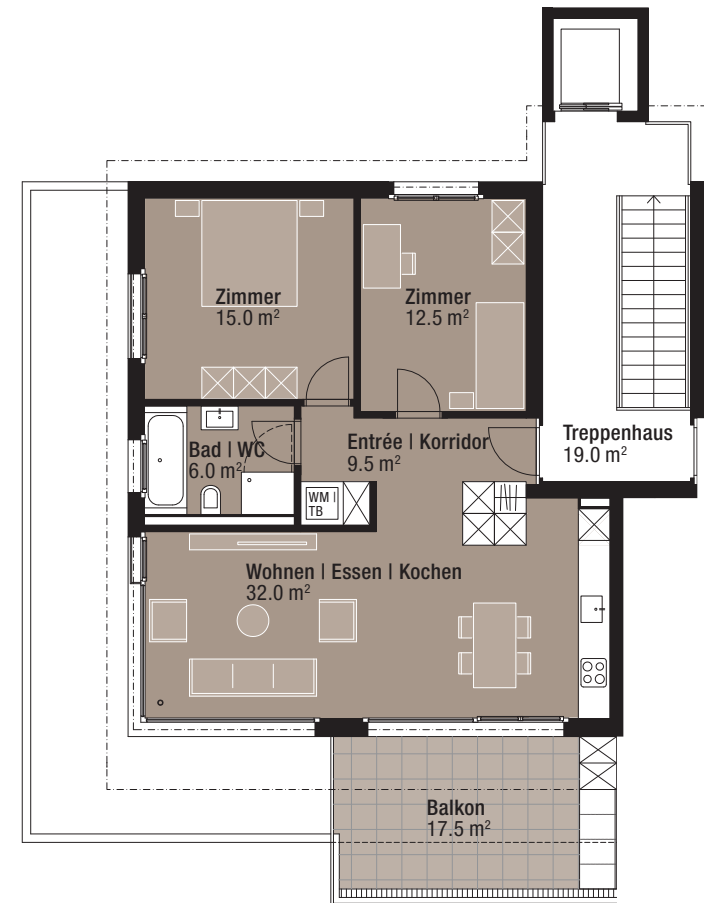 Zimmer
15.0 m²
Zimmer
12.5 m²
Treppenhaus
19.0 m²
Bad | WC
6.0 m²
Entrée | Korridor
9.5 m²
WM |
TB
Wohnen | Essen | Kochen
32.0 m²
Balkon
17.5 m²